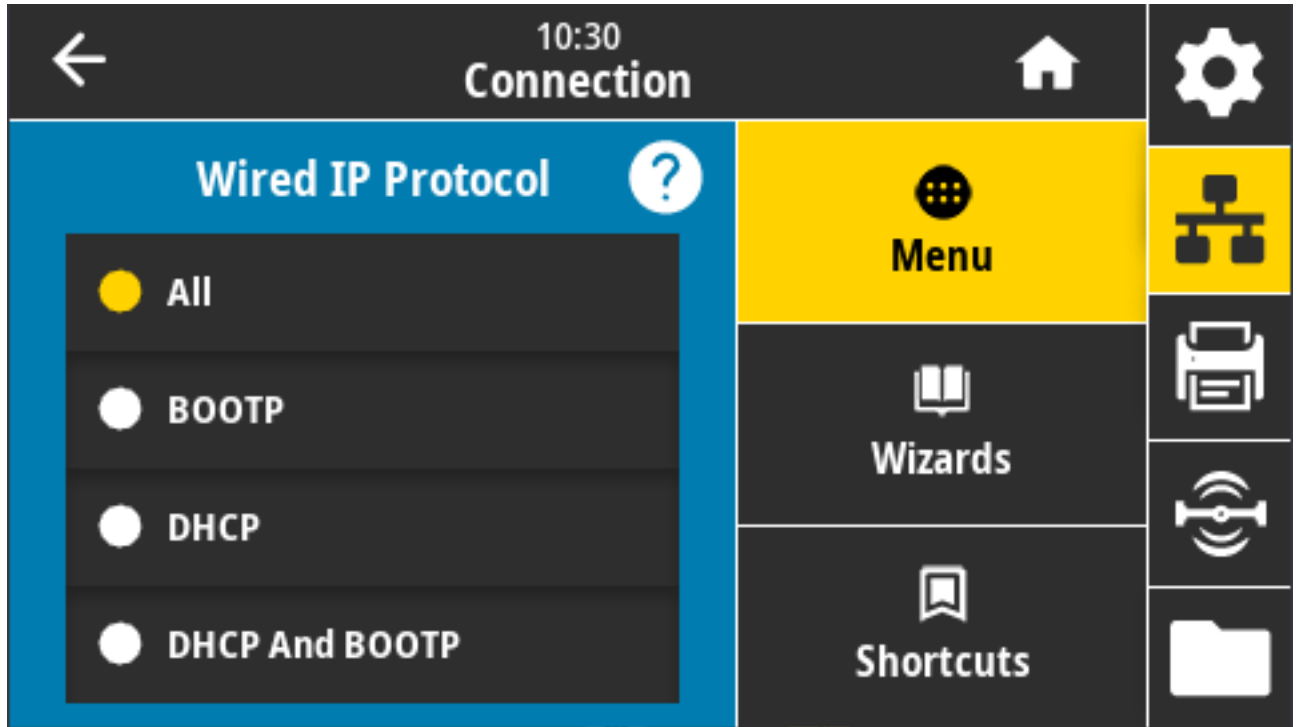 10:30
Connection
Wired IP Protocol
?
All
BOOTP
DHCP
DHCP And BOOTP
Menu
Wizards
Shortcuts